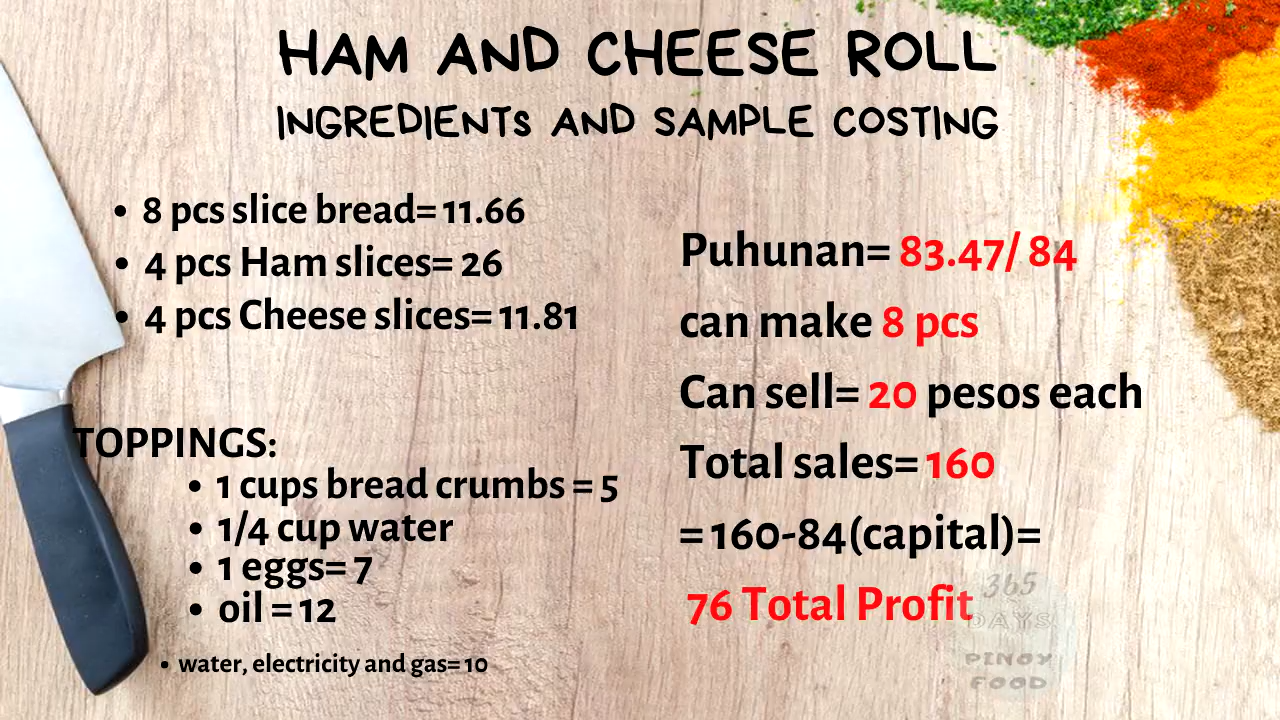 HAM AND CHEESE ROLL
INGREDIENTS AND SAMPLE COSTING
• 8 pcs slice bread= 11.66
• 4 pcs Ham slices= 26
• 4 pcs Cheese slices= 11.81
TOPPINGS:
• 1 cups bread crumbs = 5
• 1/4 cup water
• 1 eggs= 7
• oil = 12
• water, electricity and gas= 10
Puhunan= 83.47/ 84
can make 8 pcs
Can sell= 20 pesos each
Total sales= 160
= 160-84(capital)=
76 Total Profit
365
DAYS
PINOY
FOOD